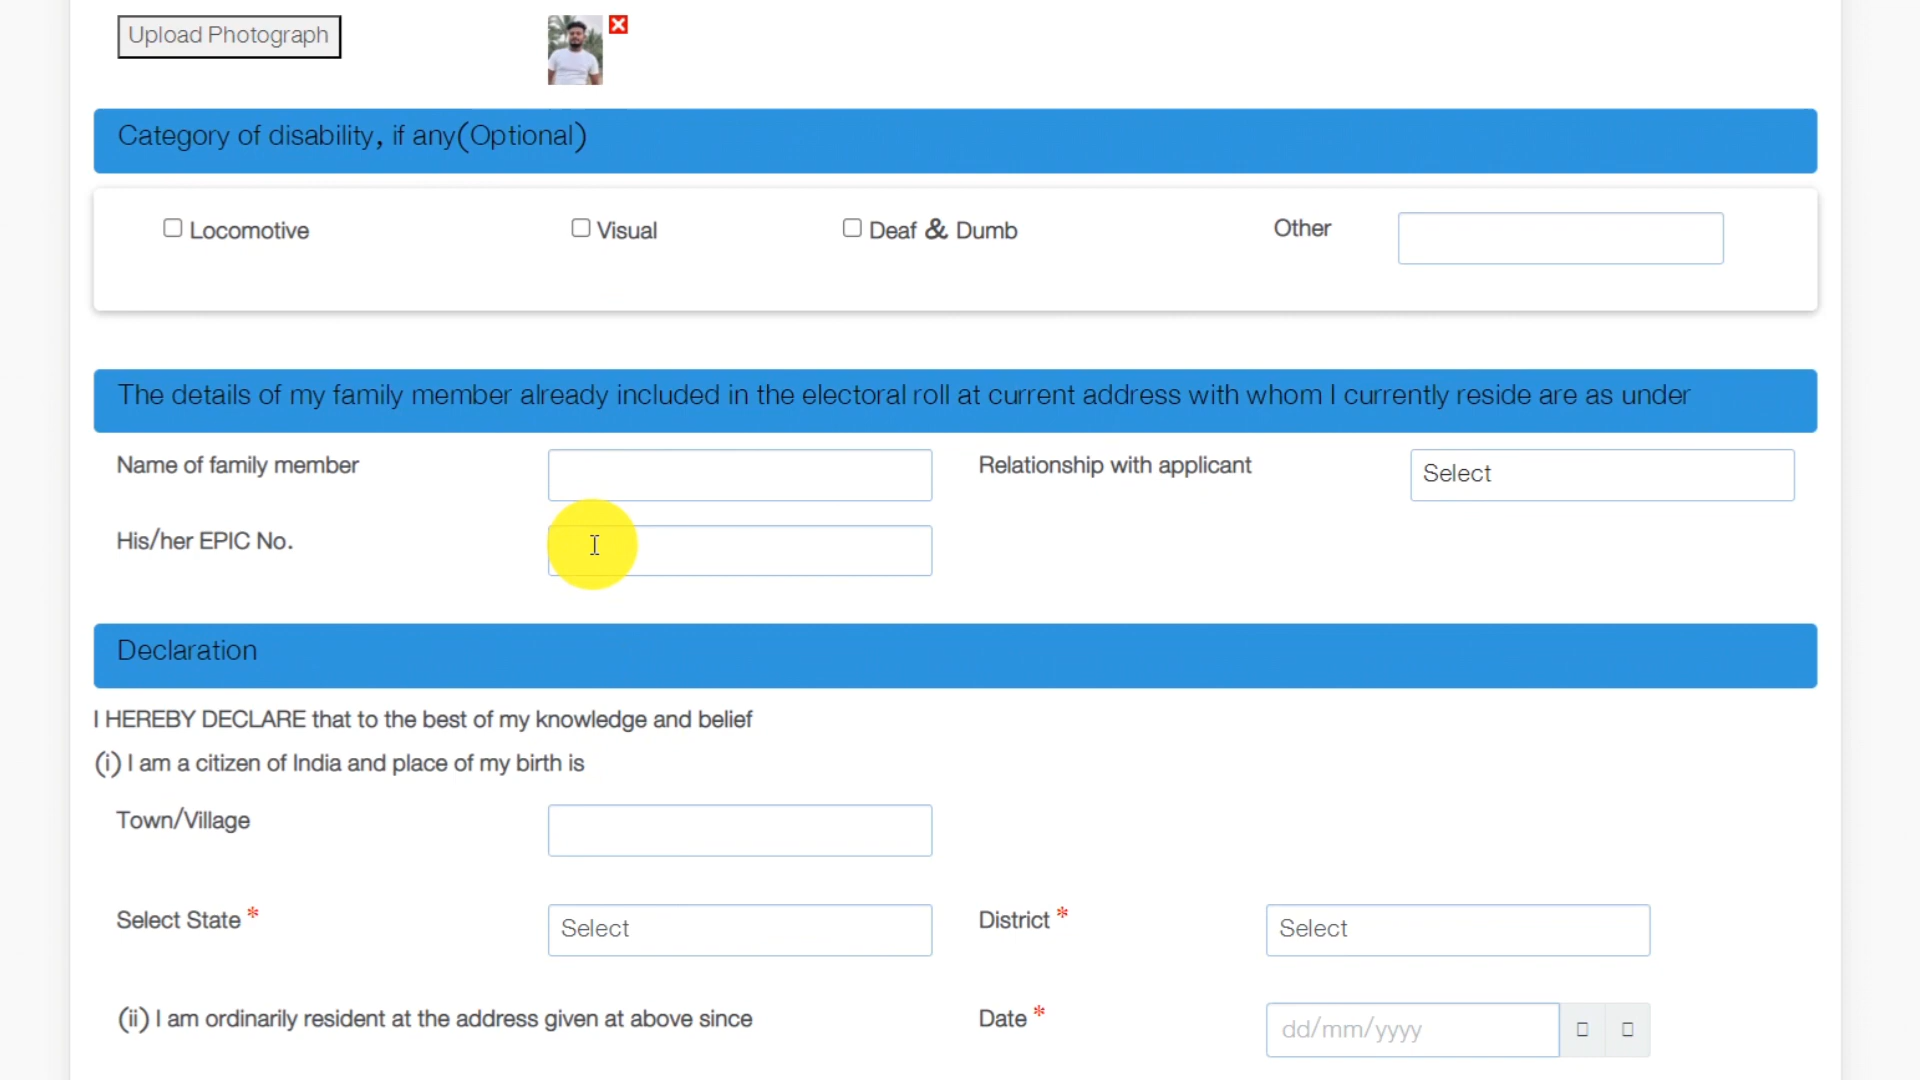 Upload Photograph
Category of disability, if any(Optional)
Locomotive
Visual
Deaf & Dumb
Other
The details of my family member already included in the electoral roll at current address with whom I currently reside are as under
Name of family member
Relationship with applicant
Select
His/her EPIC No.
Declaration
I HEREBY DECLARE that to the best of my knowledge and belief
(i) I am a citizen of India and place of my birth is
Town/Village
Select State *
Select
District *
Select
(ii) I am ordinarily resident at the address given at above since
Date *
dd/mm/yyyy